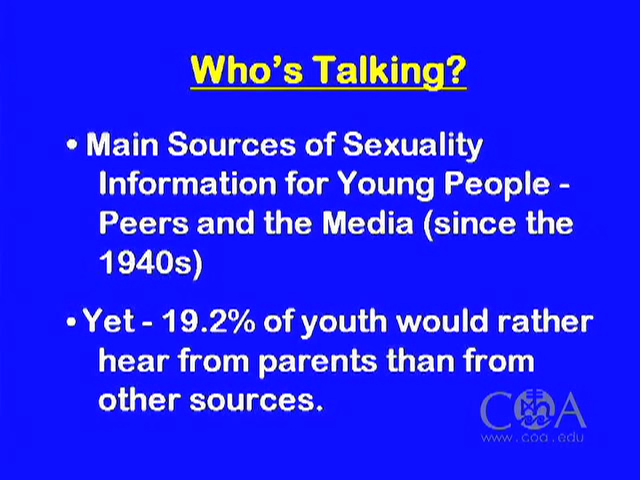 Who's Talking?
• Main Sources of Sexuality
Information for Young People -
Peers and the Media (since the
1940s)
• Yet - 19.2% of youth would rather
hear from parents than from
other sources.
COA
www.coa.edu